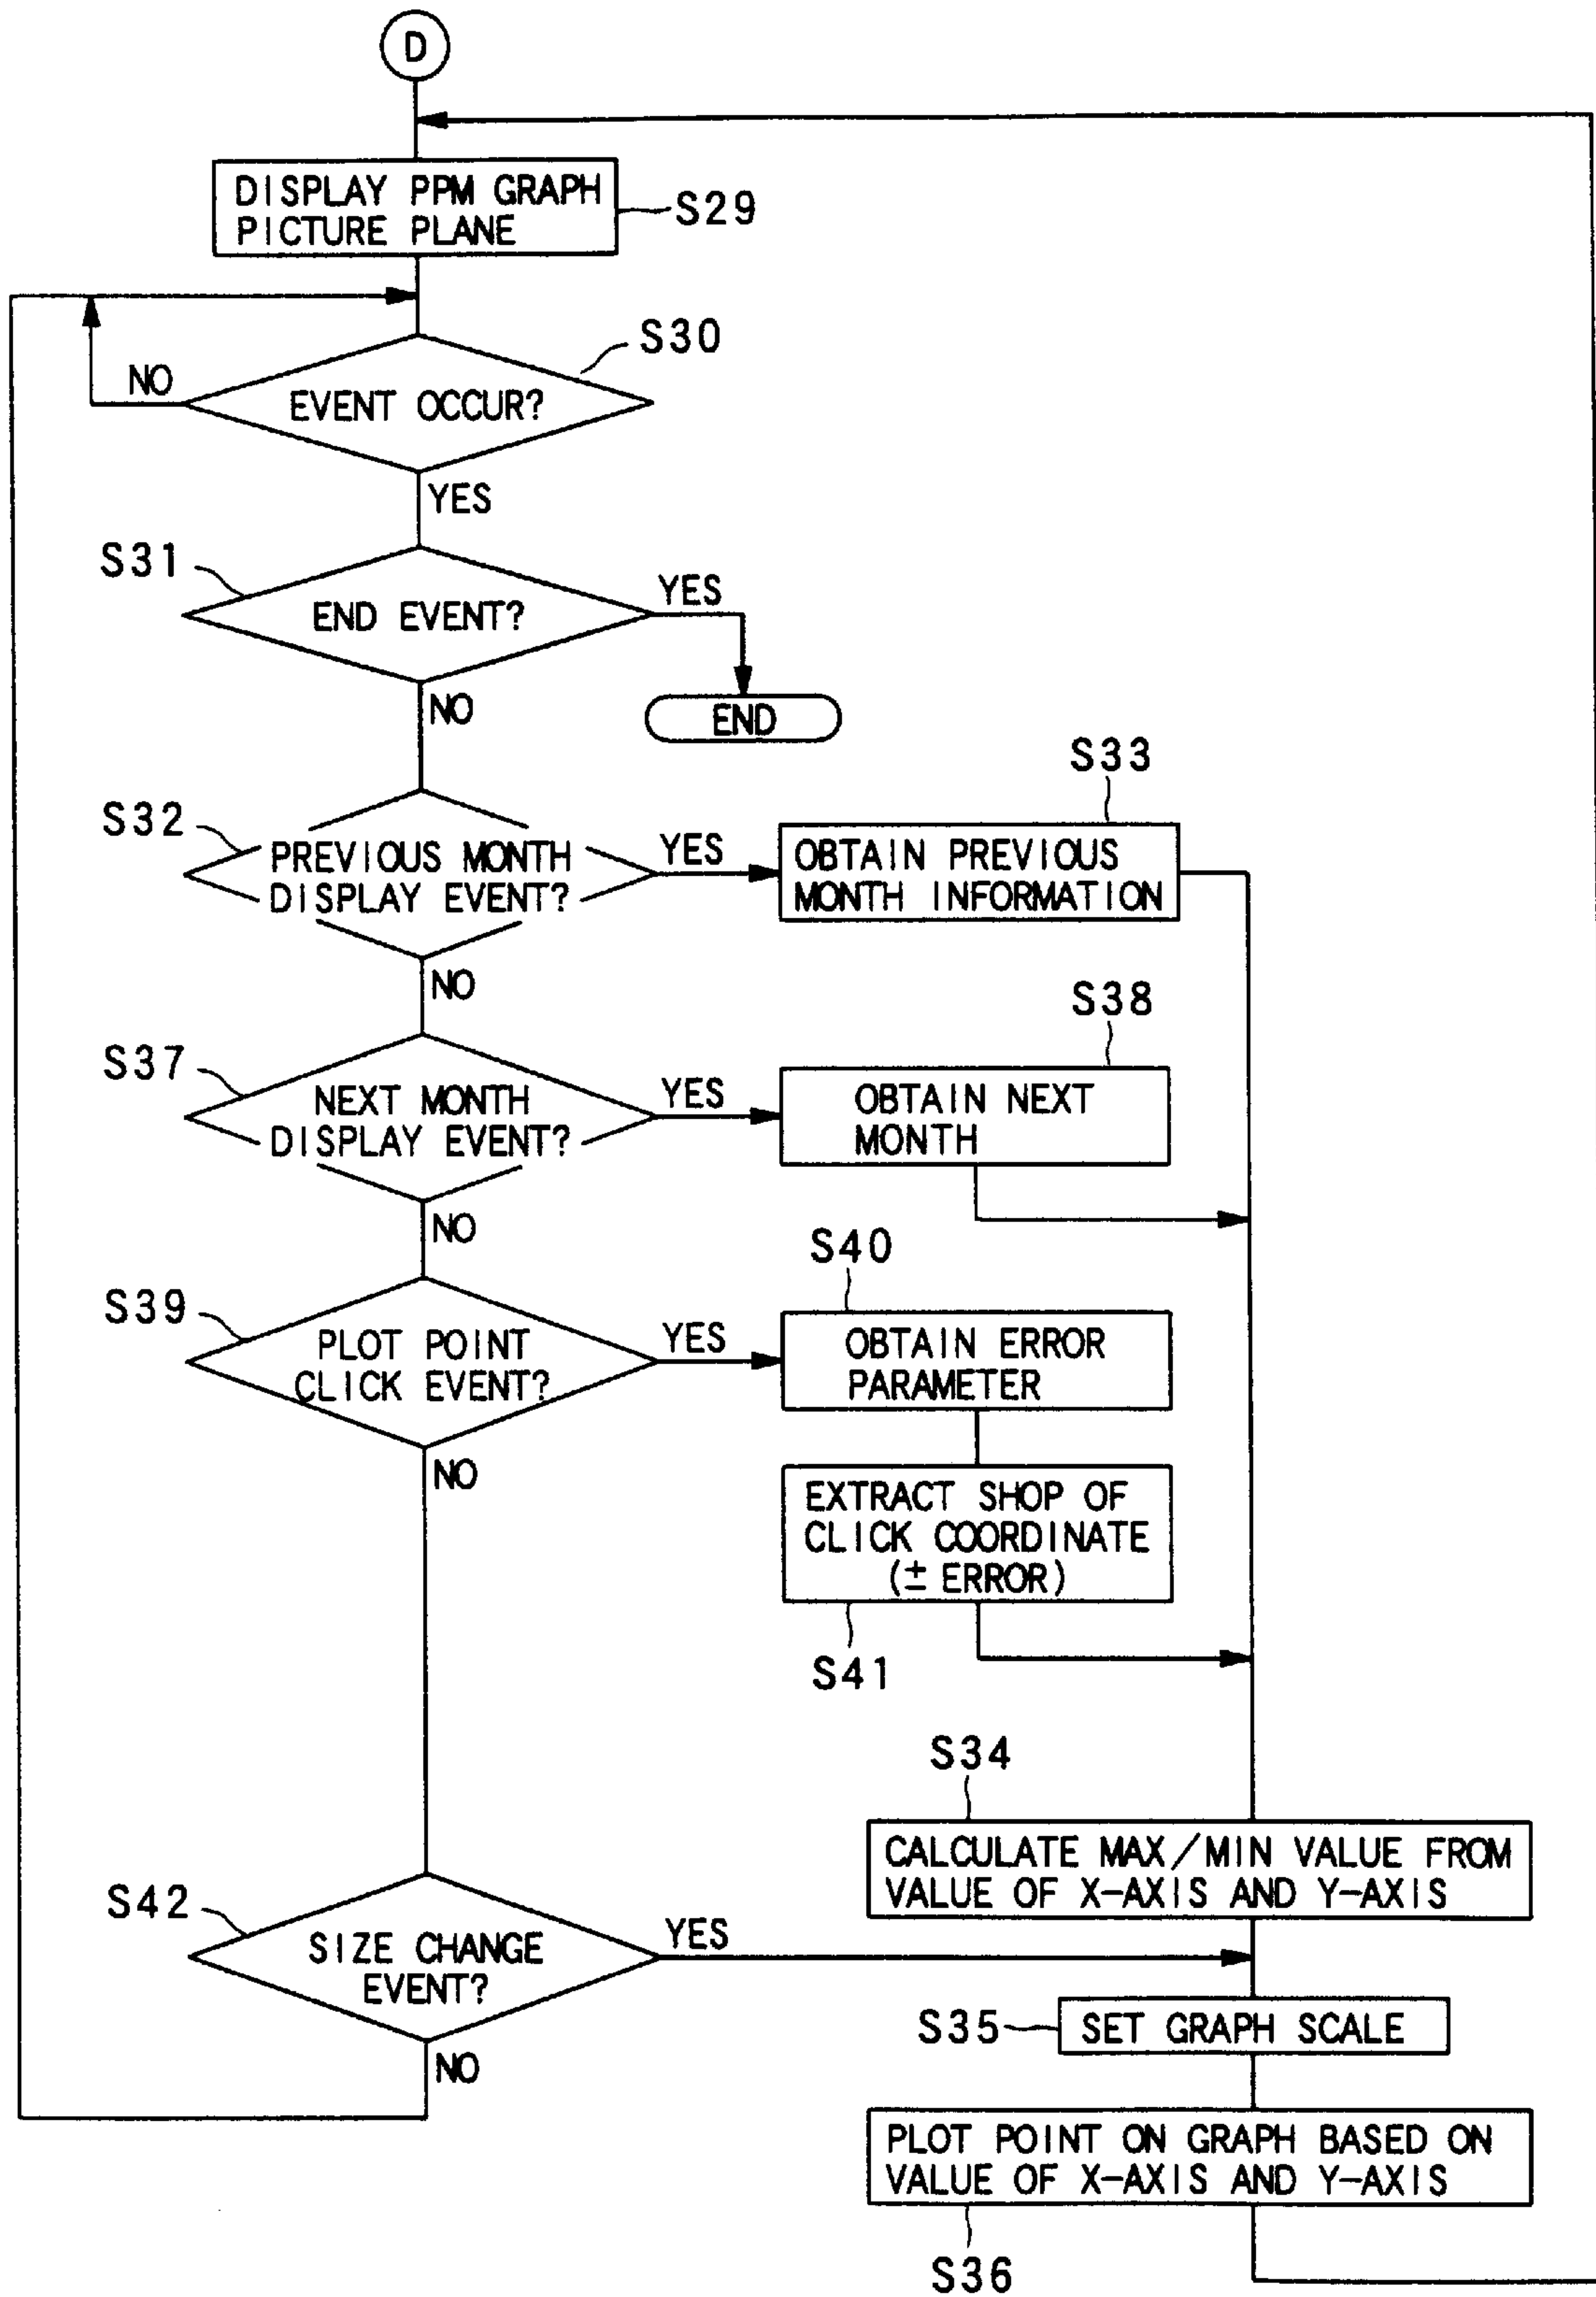 D
DISPLAY PPM GRAPH
PICTURE PLANE
S29
S30
NO
EVENT OCCUR?
YES
S31
YES
END EVENT?
NO
END
S33
S32
PREVIOUS MONTH
DISPLAY EVENT?
YES
OBTAIN PREVIOUS
MONTH INFORMATION
NO
S38
S37
NEXT MONTH
DISPLAY EVENT?
YES
OBTAIN NEXT
MONTH
NO
S40
S39
PLOT POINT
CLICK EVENT?
YES
OBTAIN ERROR
PARAMETER
NO
EXTRACT SHOP OF
CLICK COORDINATE
(± ERROR)
S41
S34
CALCULATE MAX/MIN VALUE FROM
VALUE OF X-AXIS AND Y-AXIS
S42
SIZE CHANGE
EVENT?
YES
S35
SET GRAPH SCALE
NO
PLOT POINT ON GRAPH BASED ON
VALUE OF X-AXIS AND Y-AXIS
S36